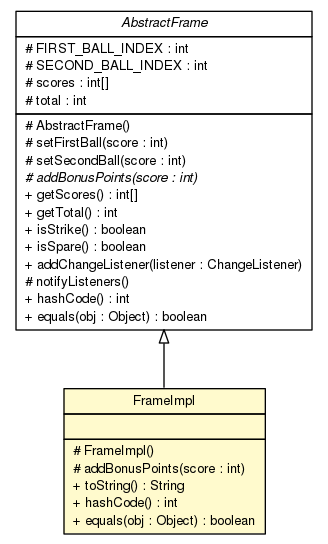 AbstractFrame
# FIRST_BALL_INDEX : int
# SECOND_BALL_INDEX : int
# scores : int[]
# total : int
# AbstractFrame()
# setFirstBall(score : int)
# setSecondBall(score : int)
# addBonusPoints(score : int)
+ getScores() : int[]
+ getTotal() : int
+ isStrike() : boolean
+ isSpare() : boolean
+ addChangeListener(listener : ChangeListener)
# notifyListeners()
+ hashCode() : int
+ equals(obj : Object) : boolean
FrameImpl
# FrameImpl()
# addBonusPoints(score : int)
+ toString() : String
+ hashCode() : int
+ equals(obj : Object) : boolean